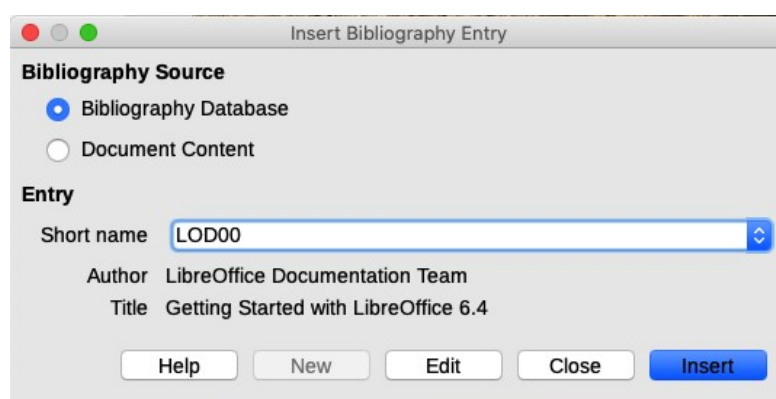 Insert Bibliography Entry
Bibliography Source
Bibliography Database
Document Content
Entry
Short name LOD00
Author LibreOffice Documentation Team
Title Getting Started with LibreOffice 6.4
Help New Edit Close Insert